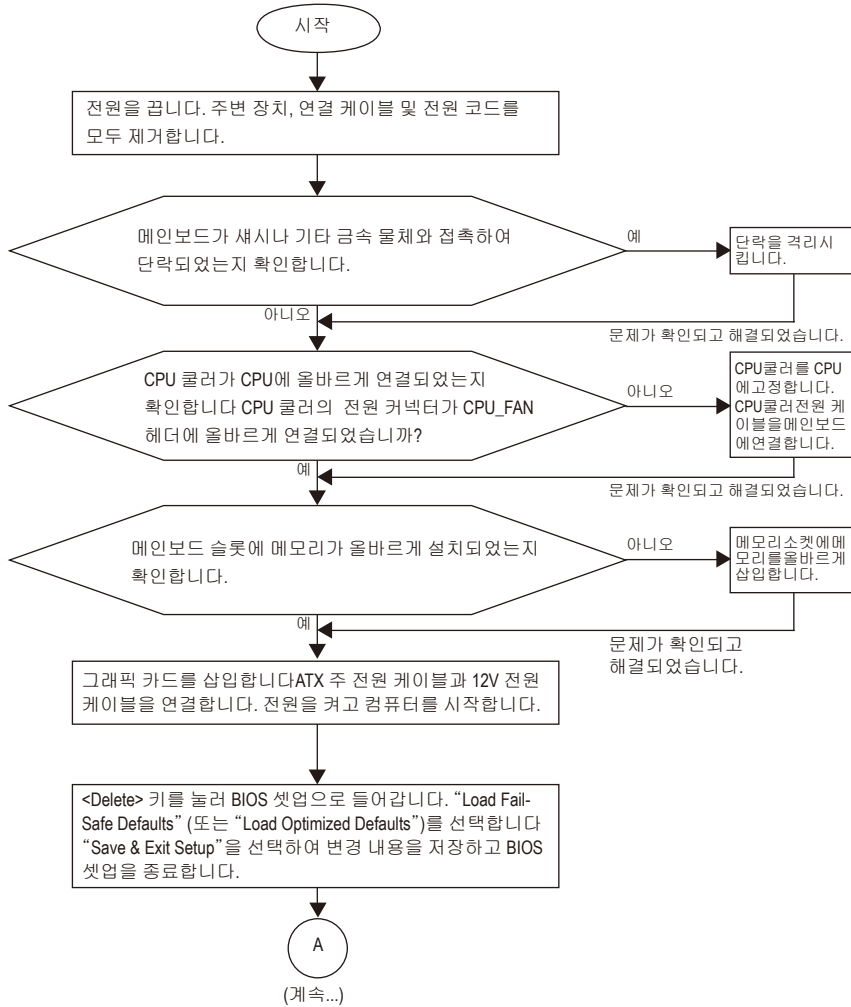 시작
전원을 끕니다. 주변 장치, 연결 케이블 및 전원 코드를
모두 제거합니다.
메인보드가 섀시나 기타 금속 물체와 접촉하여
단락되었는지 확인합니다.
예
단락을 격리시
킵니다.
아니오
문제가 확인되고 해결되었습니다.
CPU 쿨러가 CPU에 올바르게 연결되었는지
확인합니다 CPU 쿨러의 전원 커넥터가 CPU_FAN
헤더에 올바르게 연결되었습니까?
아니오
CPU쿨러를 CPU
에고정합니다.
CPU쿨러전원 케
이블을메인보드
에연결합니다.
예
문제가 확인되고 해결되었습니다.
메인보드 슬롯에 메모리가 올바르게 설치되었는지
확인합니다.
아니오
메모리소켓에메
모리를올바르게
삽입합니다.
예
문제가 확인되고
해결되었습니다.
그래픽 카드를 삽입합니다ATX 주 전원 케이블과 12V 전원
케이블을 연결합니다. 전원을 켜고 컴퓨터를 시작합니다.
<Delete> 키를 눌러 BIOS 셋업으로 들어갑니다. “Load Fail-
Safe Defaults” (또는 “Load Optimized Defaults”)를 선택합니다
“Save & Exit Setup”을 선택하여 변경 내용을 저장하고 BIOS
셋업을 종료합니다.
A
(계속...)